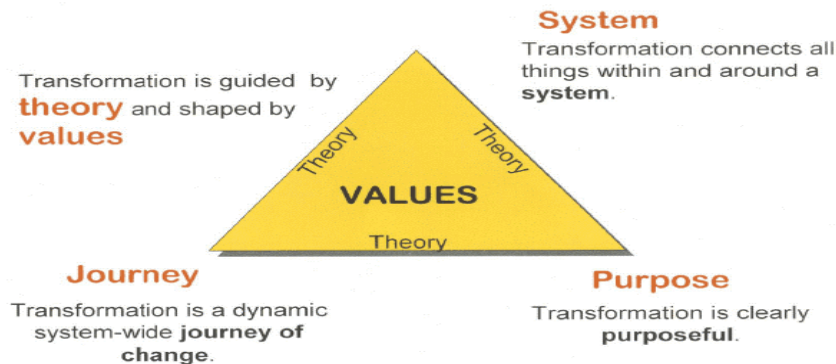 System
Transformation connects all
things within and around a
system.
Transformation is guided by
theory and shaped by
values
Theory
Theory
VALUES
Theory
Journey
Transformation is a dynamic
system-wide journey of
change.
Purpose
Transformation is clearly
purposeful.